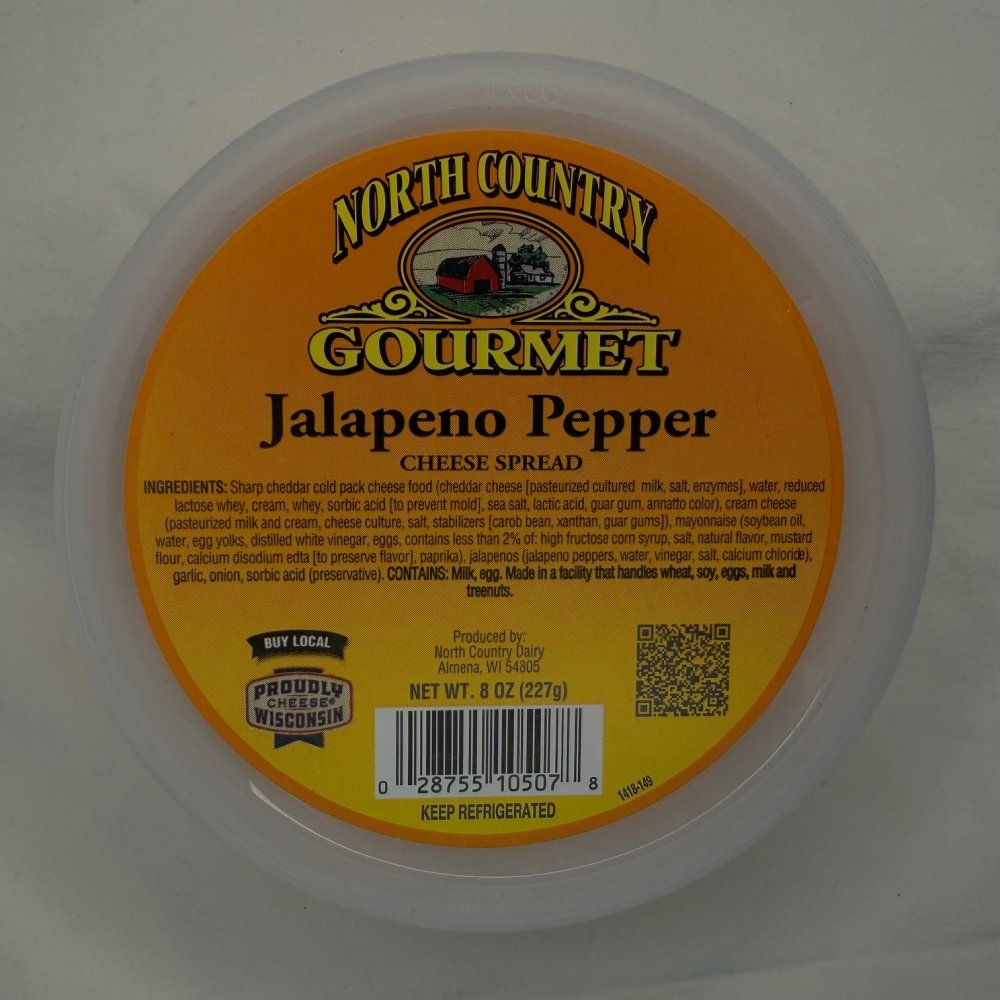 NORTH COUNTRY
GOURMET
Jalapeno Pepper
CHEESE SPREAD
INGREDIENTS: Sharp cheddar cold pack cheese food (cheddar cheese [pasteurized cultured milk, salt, enzymes], water, reduced
lactose whey, cream, whey, sorbic acid [to prevent mold], sea salt, lactic acid, guar gum, annatto color), cream cheese
(pasteurized milk and cream, cheese culture, salt, stabilizers [carob bean, xanthan, guar gums]), mayonnaise (soybean oil,
water, egg yolks, distilled white vinegar, eggs, contains less than 2% of: high fructose corn syrup, salt, natural flavor, mustard
flour, calcium disodium edta [to preserve flavor], paprika), jalapenos (jalapeno peppers, water, vinegar, salt, calcium chloride),
garlic, onion, sorbic acid (preservative). CONTAINS: Milk, egg. Made in a facility that handles wheat, soy, eggs, milk and
treenuts.
BUY LOCAL
PROUDLY
CHEESE®
WISCONSIN
Produced by:
North Country Dairy
Almena, WI 54805
NET WT. 8 OZ (227g)
0 28755 10507 8
1418-149
KEEP REFRIGERATED